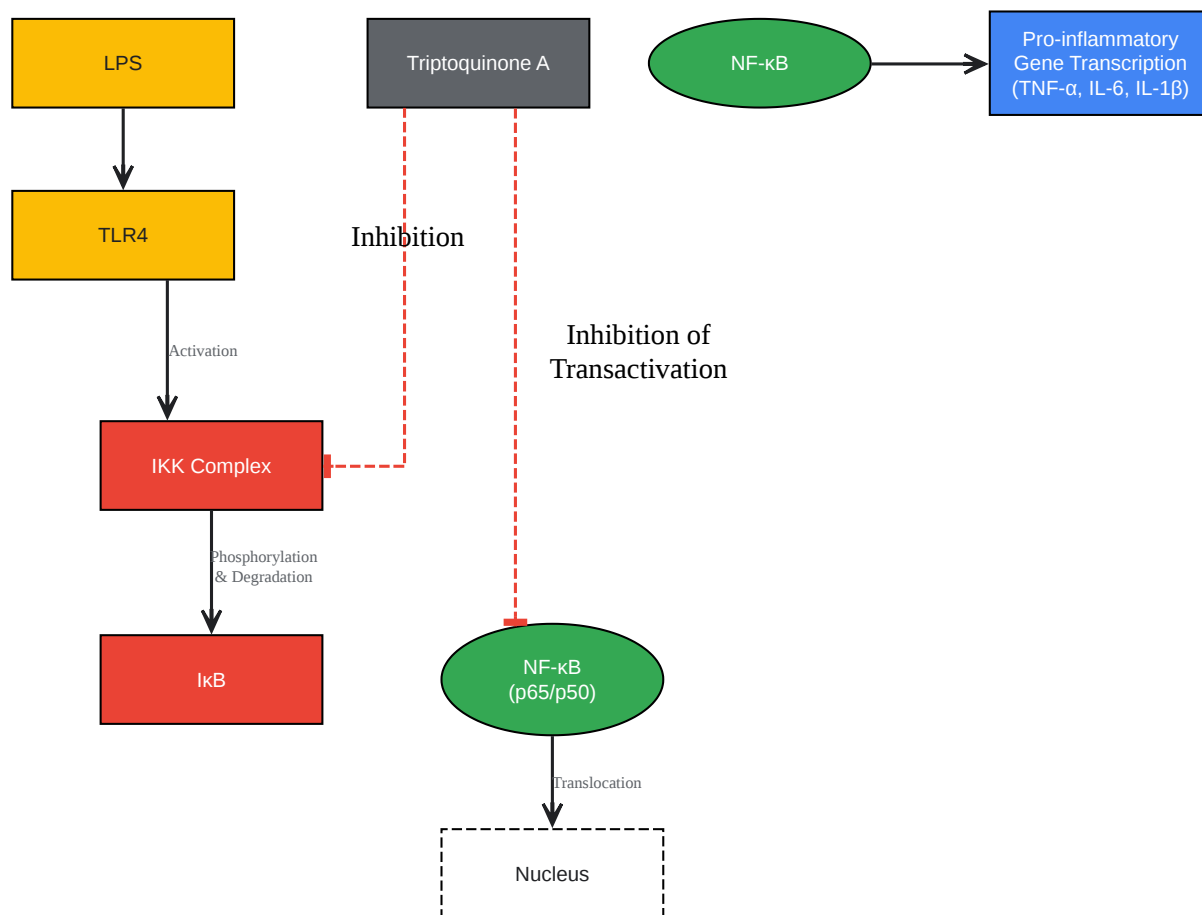 LPS
Triptoquinone A
NF-κB
Pro-inflammatory
Gene Transcription
(TNF-α, IL-6, IL-1β)
TLR4
Inhibition
Inhibition of
Transactivation
Activation
IKK Complex
Phosphorylation
& Degradation
IκB
NF-κB
(p65/p50)
Translocation
Nucleus